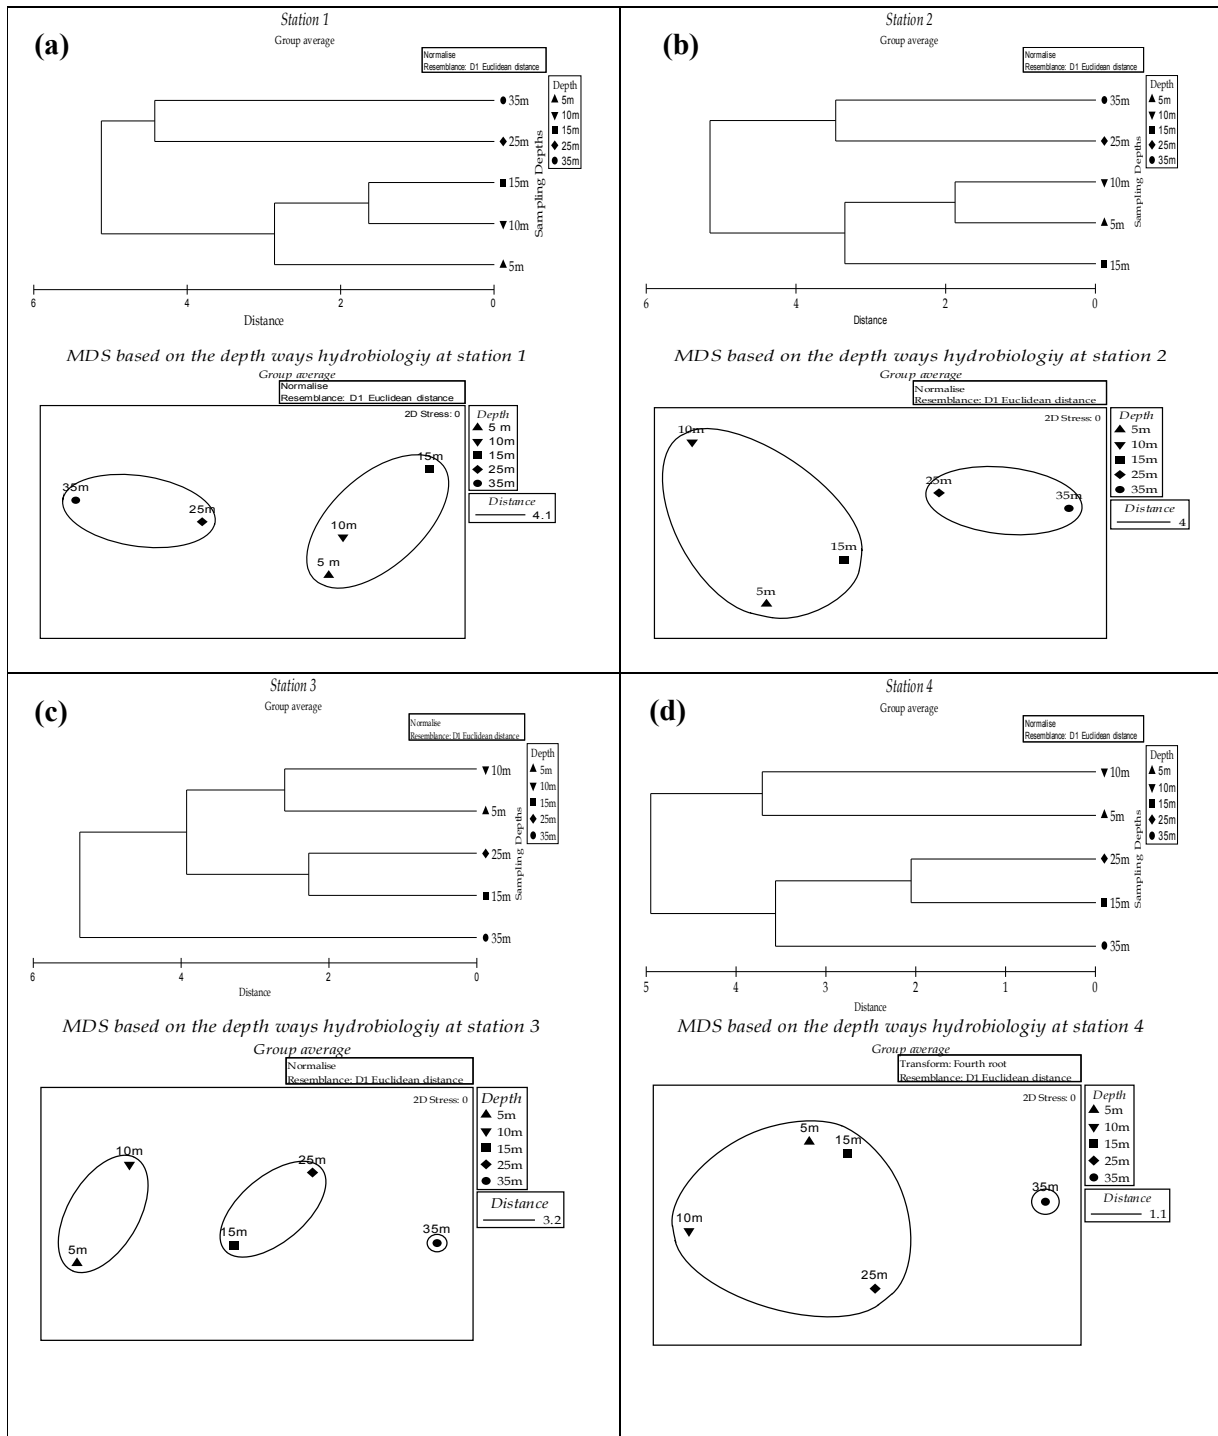 (a)
Station 1
Group average
Normalise
Resemblance: D1 Euclidean distance
Depth
5m
10m
15m
25m
35m
35m
25m
15m
10m
5m
Sampling Depths
6 4 2 0
Distance
MDS based on the depth ways hydrobiologiy at station 1
Group average
Normalise
Resemblance: D1 Euclidean distance
2D Stress: 0
Depth
5 m
10m
15m
25m
35m
Distance
4.1
35m
25m
15m
10m
5 m
(b)
Station 2
Group average
Normalise
Resemblance: D1 Euclidean distance
Depth
5m
10m
15m
25m
35m
35m
25m
10m
5m
15m
Sampling Depths
6 4 2 0
Distance
MDS based on the depth ways hydrobiologiy at station 2
Group average
Normalise
Resemblance: D1 Euclidean distance
2D Stress: 0
Depth
5m
10m
15m
25m
35m
Distance
4
10m
25m
35m
15m
5m
(c)
Station 3
Group average
Normalise
Resemblance: D1 Euclidean distance
Depth
5m
10m
15m
25m
35m
10m
5m
25m
15m
35m
Sampling Depths
6 4 2 0
Distance
MDS based on the depth ways hydrobiologiy at station 3
Group average
Normalise
Resemblance: D1 Euclidean distance
2D Stress: 0
Depth
5m
10m
15m
25m
35m
Distance
3.2
10m
25m
15m
35m
5m
(d)
Station 4
Group average
Normalise
Resemblance: D1 Euclidean distance
Depth
5m
10m
15m
25m
35m
10m
5m
25m
15m
35m
Sampling Depths
5 4 3 2 1 0
Distance
MDS based on the depth ways hydrobiologiy at station 4
Group average
Transform: Fourth root
Resemblance: D1 Euclidean distance
2D Stress: 0
Depth
5m
10m
15m
25m
35m
Distance
1.1
5m
15m
35m
10m
25m